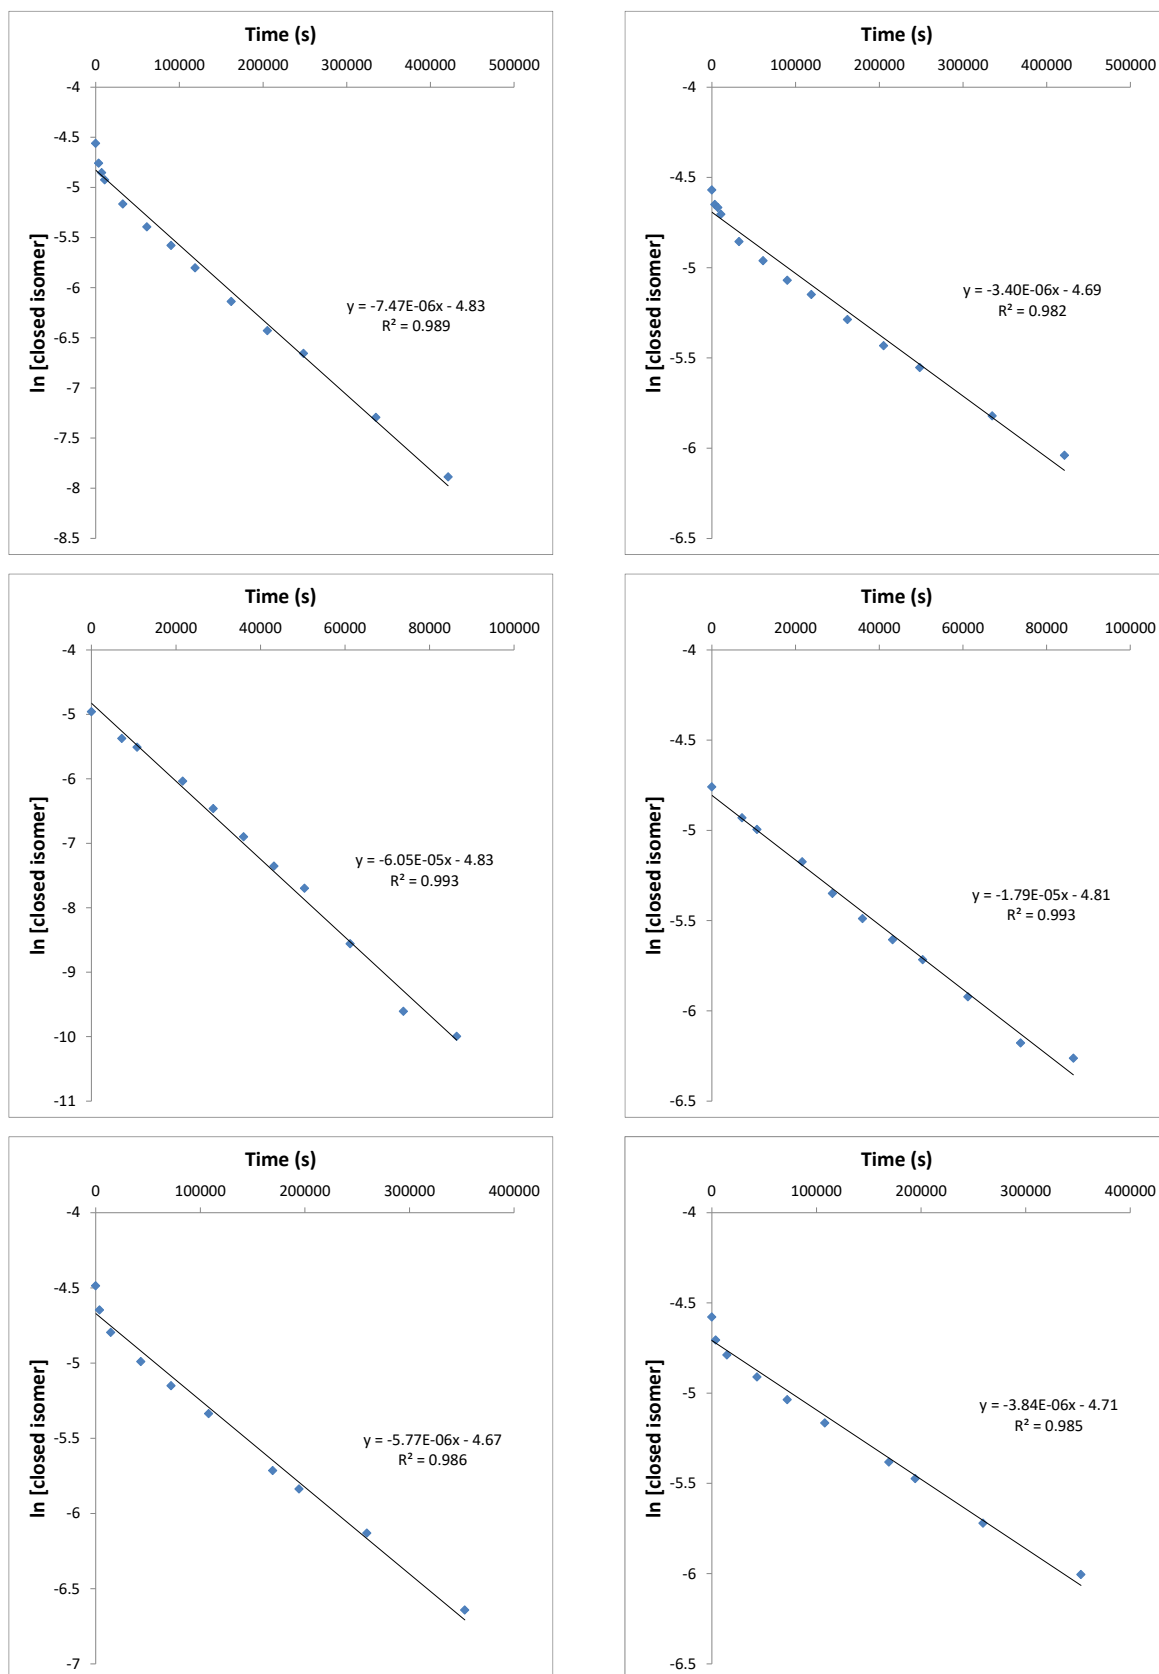 Time (s)
0 100000 200000 300000 400000 500000
-4
-4.5
-5
-5.5
-6
-6.5
-7
-7.5
-8
-8.5
ln [closed isomer]
y = -7.47E-06x - 4.83
R² = 0.989
Time (s)
0 100000 200000 300000 400000 500000
-4
-4.5
-5
-5.5
-6
-6.5
ln [closed isomer]
y = -3.40E-06x - 4.69
R² = 0.982
Time (s)
0 20000 40000 60000 80000 100000
-4
-5
-6
-7
-8
-9
-10
-11
ln [closed isomer]
y = -6.05E-05x - 4.83
R² = 0.993
Time (s)
0 20000 40000 60000 80000 100000
-4
-4.5
-5
-5.5
-6
-6.5
ln [closed isomer]
y = -1.79E-05x - 4.81
R² = 0.993
Time (s)
0 100000 200000 300000 400000
-4
-4.5
-5
-5.5
-6
-6.5
-7
ln [closed isomer]
y = -5.77E-06x - 4.67
R² = 0.986
Time (s)
0 100000 200000 300000 400000
-4
-4.5
-5
-5.5
-6
-6.5
ln [closed isomer]
y = -3.84E-06x - 4.71
R² = 0.985